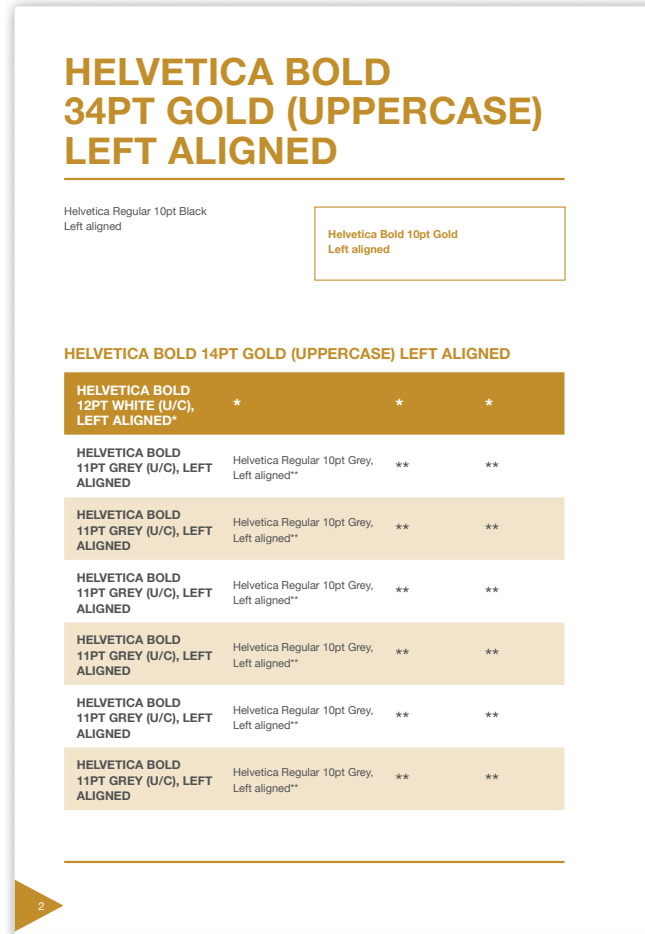 HELVETICA BOLD
34PT GOLD (UPPERCASE)
LEFT ALIGNED
Helvetica Regular 10pt Black
Left aligned
Helvetica Bold 10pt Gold
Left aligned
HELVETICA BOLD 14PT GOLD (UPPERCASE) LEFT ALIGNED
HELVETICA BOLD
12PT WHITE (U/C),
LEFT ALIGNED*
* * *
HELVETICA BOLD
11PT GREY (U/C), LEFT
ALIGNED
Helvetica Regular 10pt Grey,
Left aligned**
** **
HELVETICA BOLD
11PT GREY (U/C), LEFT
ALIGNED
Helvetica Regular 10pt Grey,
Left aligned**
** **
HELVETICA BOLD
11PT GREY (U/C), LEFT
ALIGNED
Helvetica Regular 10pt Grey,
Left aligned**
** **
HELVETICA BOLD
11PT GREY (U/C), LEFT
ALIGNED
Helvetica Regular 10pt Grey,
Left aligned**
** **
HELVETICA BOLD
11PT GREY (U/C), LEFT
ALIGNED
Helvetica Regular 10pt Grey,
Left aligned**
** **
HELVETICA BOLD
11PT GREY (U/C), LEFT
ALIGNED
Helvetica Regular 10pt Grey,
Left aligned**
** **
2